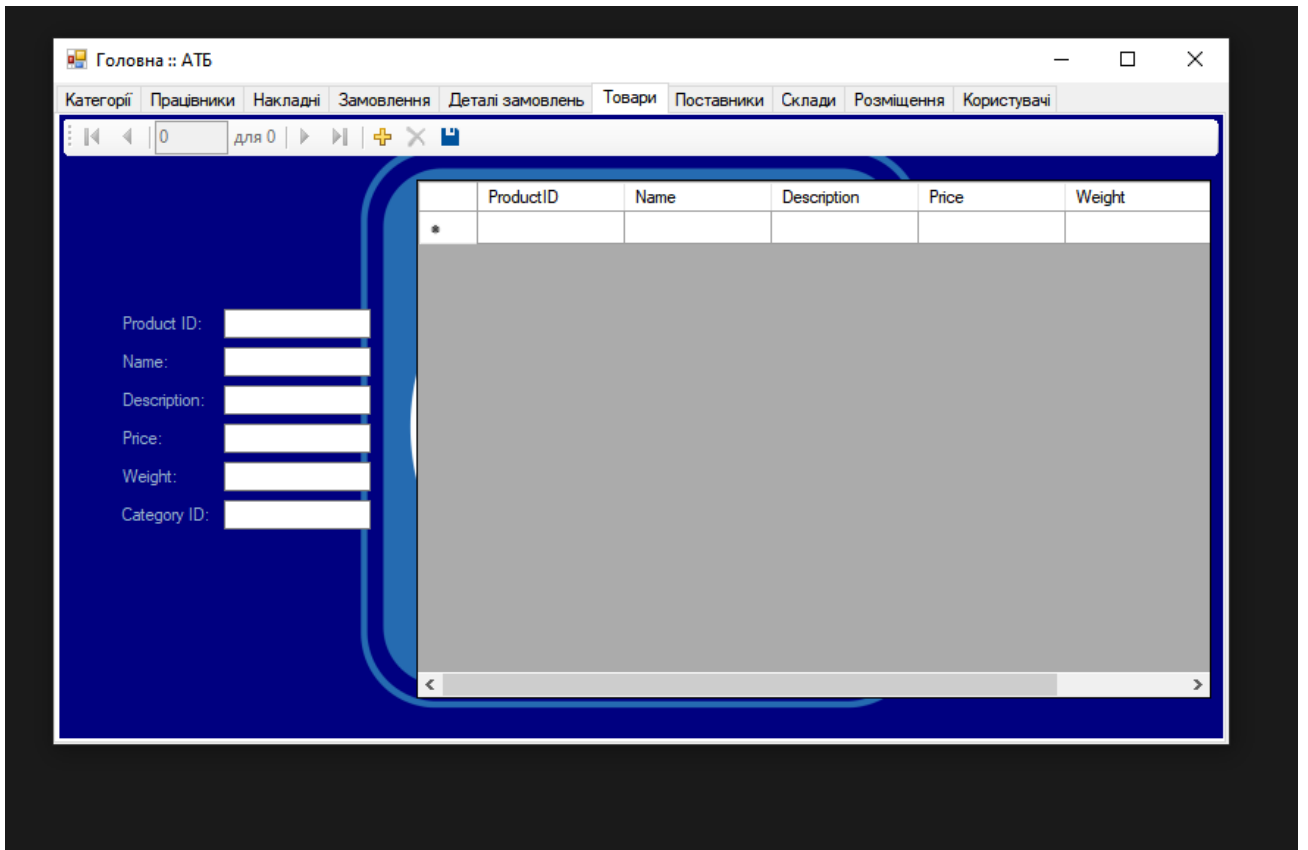 Головна :: АТБ
Категорії Працівники Накладні Замовлення Деталі замовлень Товари Поставники Склади Розміщення Користувачі
0 для 0
ProductID Name Description Price Weight
Product ID:
Name:
Description:
Price:
Weight:
Category ID: